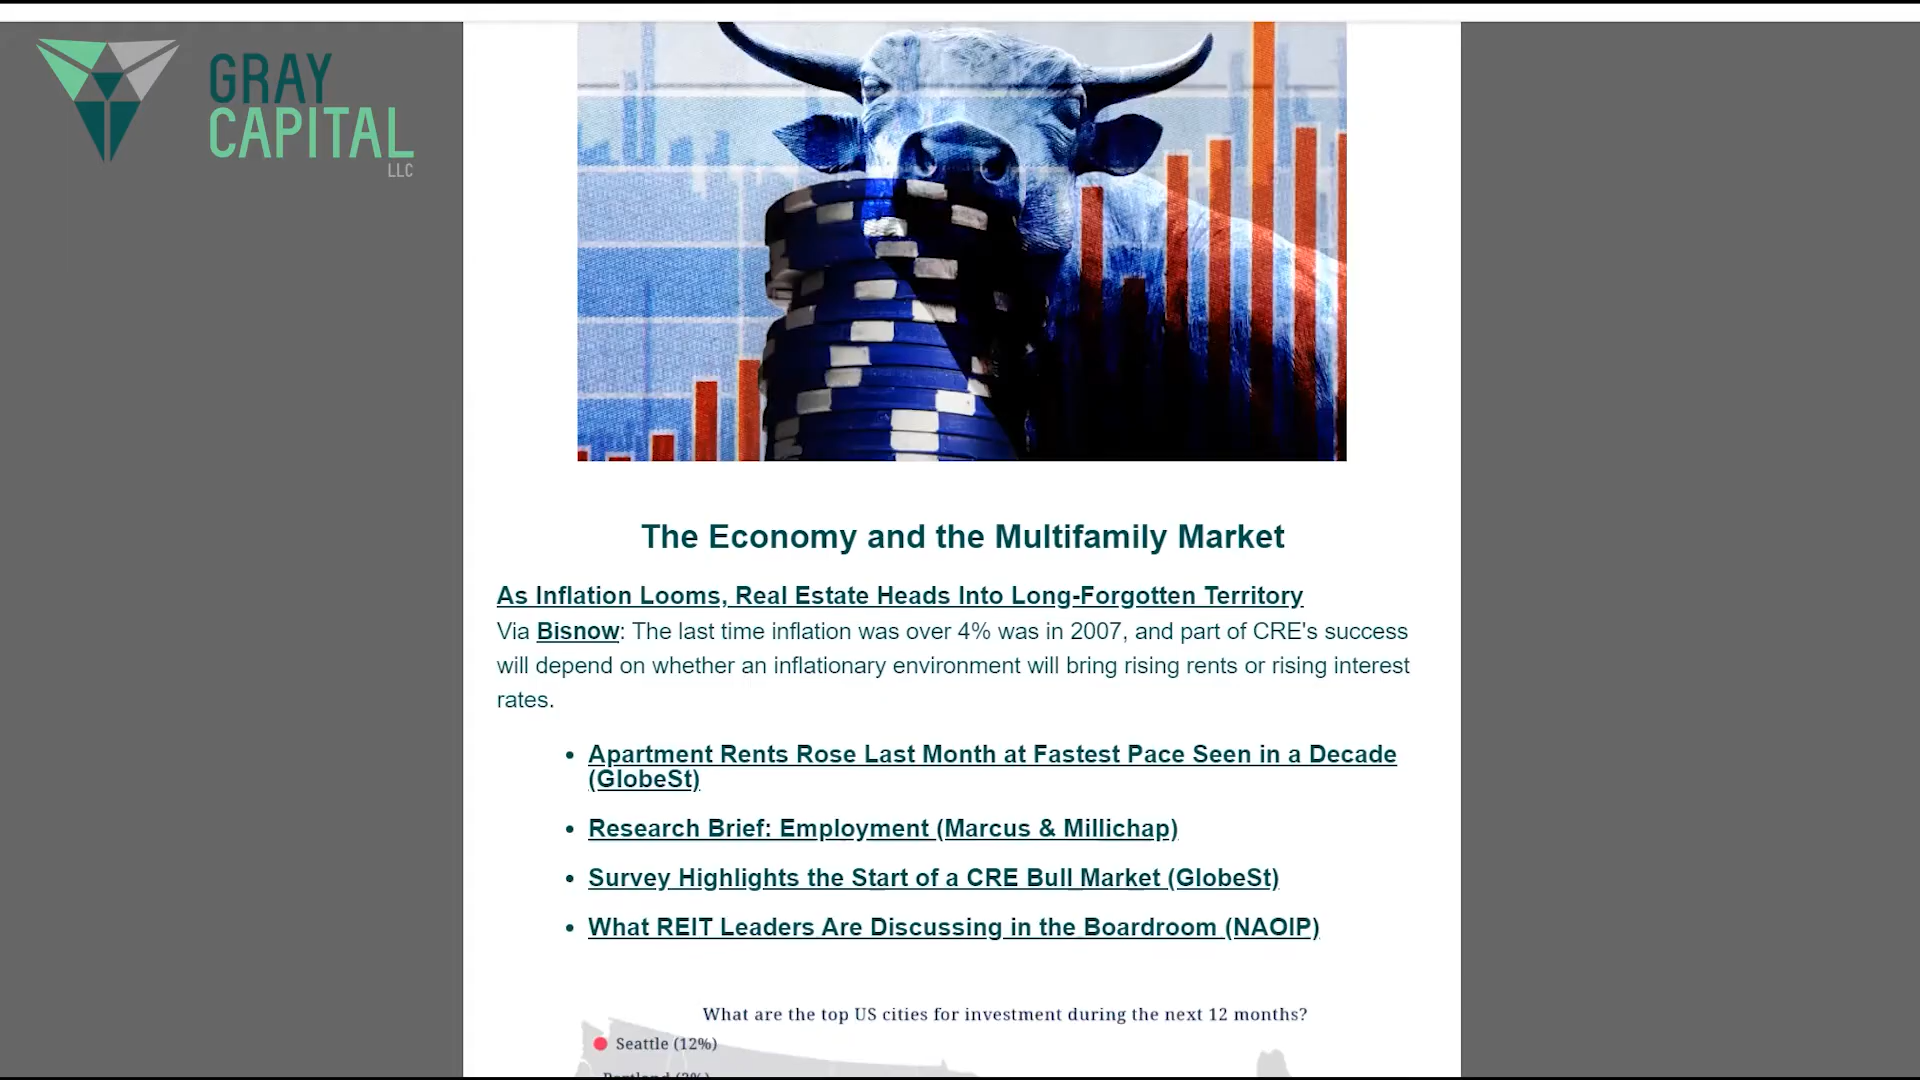 GRAY
CAPITAL
LLC
The Economy and the Multifamily Market
As Inflation Looms, Real Estate Heads Into Long-Forgotten Territory
Via Bisnow: The last time inflation was over 4% was in 2007, and part of CRE's success
will depend on whether an inflationary environment will bring rising rents or rising interest
rates.
• Apartment Rents Rose Last Month at Fastest Pace Seen in a Decade
(GlobeSt)
• Research Brief: Employment (Marcus & Millichap)
• Survey Highlights the Start of a CRE Bull Market (GlobeSt)
• What REIT Leaders Are Discussing in the Boardroom (NAOIP)
What are the top US cities for investment during the next 12 months?
Seattle (12%)